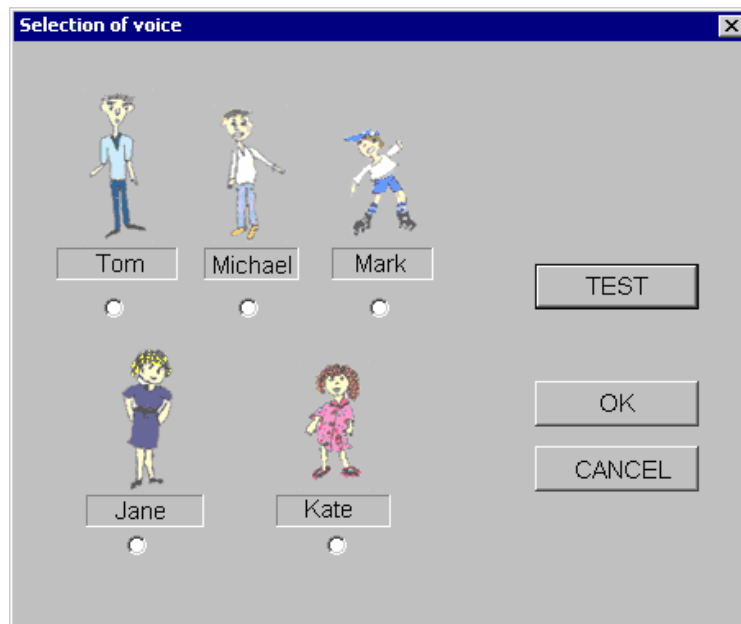 Selection of voice
Tom
Michael
Mark
TEST
Jane
Kate
OK
CANCEL